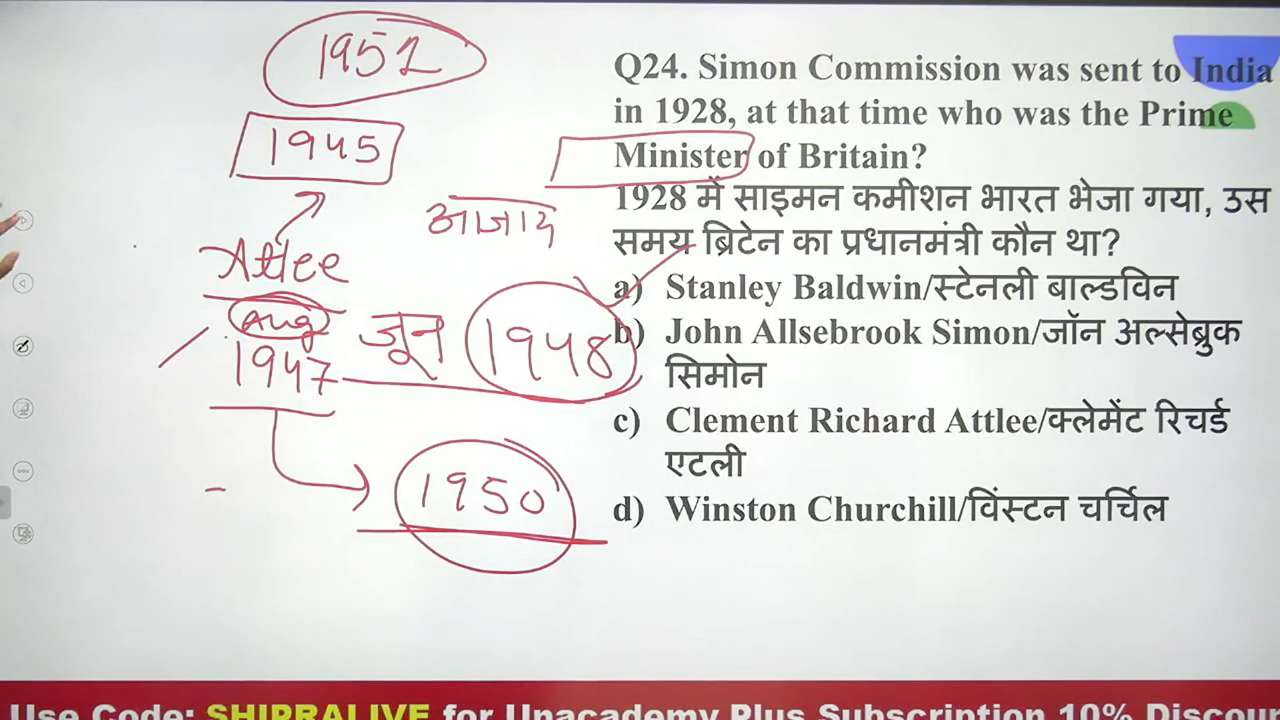 1951
1945
Attlee
Aug
1947
आजाद
जून 1948
1950
Q24. Simon Commission was sent to India
in 1928, at that time who was the Prime
Minister of Britain?
1928 में साइमन कमीशन भारत भेजा गया, उस
समय ब्रिटेन का प्रधानमंत्री कौन था?
a) Stanley Baldwin/स्टेनली बाल्डविन
b) John Allsebrook Simon/जॉन अल्सेब्रुक
सिमोन
c) Clement Richard Attlee/क्लेमेंट रिचर्ड
एटली
d) Winston Churchill/विंस्टन चर्चिल
Use Code: SHIPRALIVE for Unacademy Plus Subscription 10% Discoun